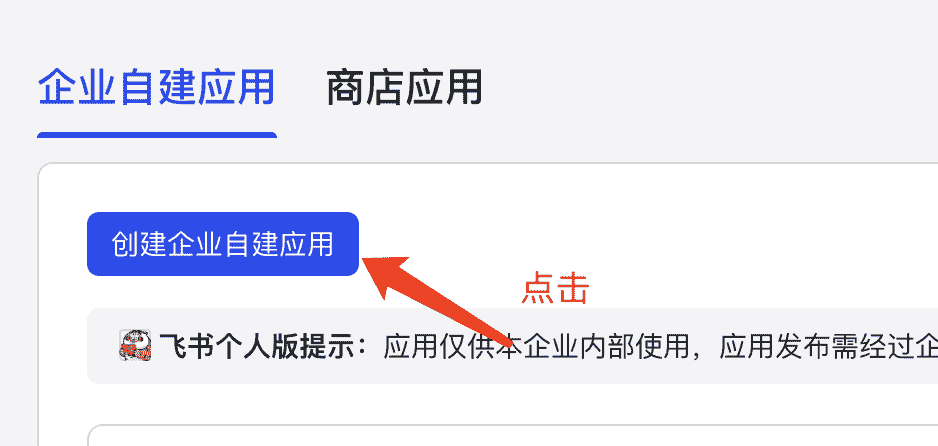 企业自建应用 商店应用
创建企业自建应用
点击
飞书个人版提示：应用仅供本企业内部使用，应用发布需经过企